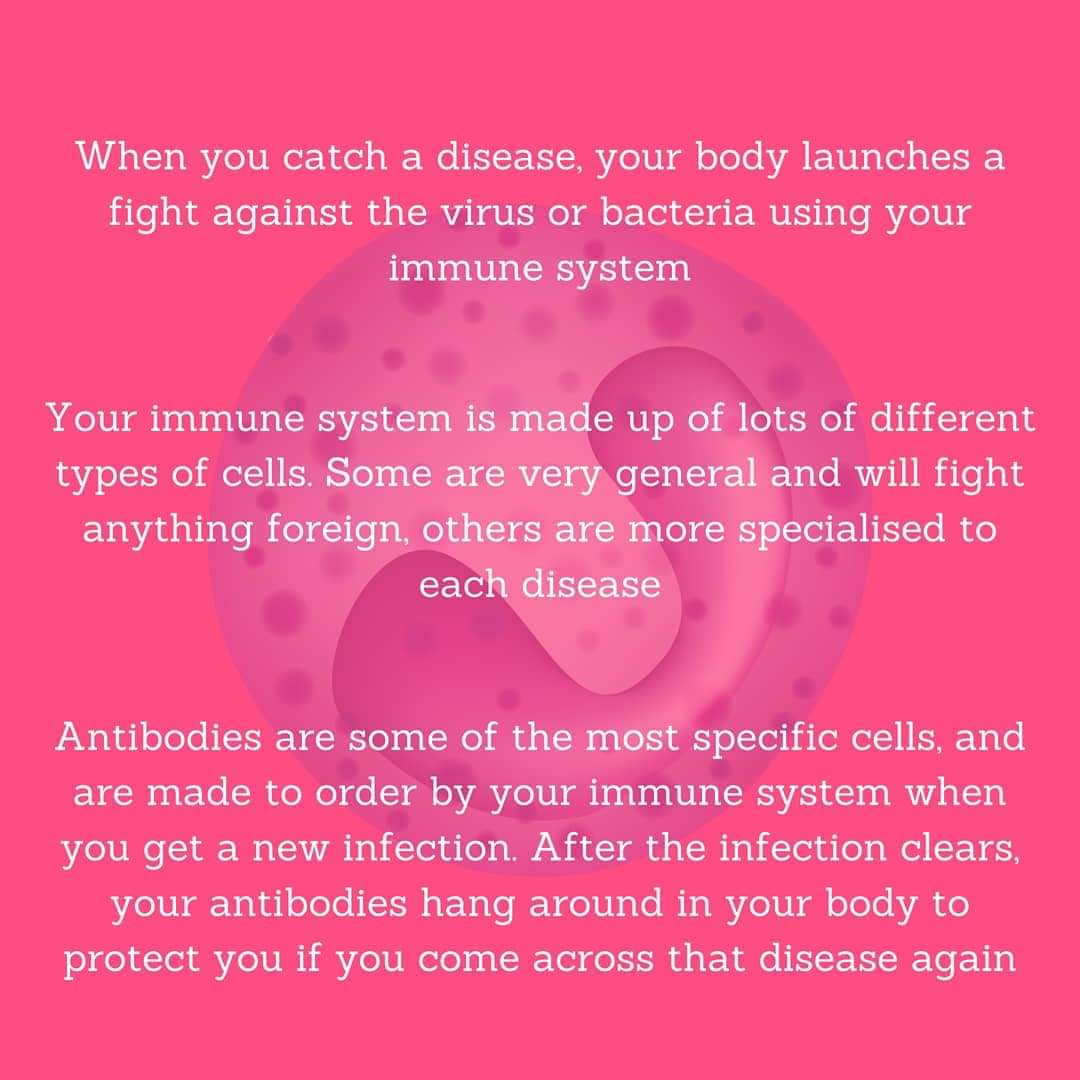 When you catch a disease, your body launches a
fight against the virus or bacteria using your
immune system
Your immune system is made up of lots of different
types of cells. Some are very general and will fight
anything foreign, others are more specialised to
each disease
Antibodies are some of the most specific cells, and
are made to order by your immune system when
you get a new infection. After the infection clears,
your antibodies hang around in your body to
protect you if you come across that disease again